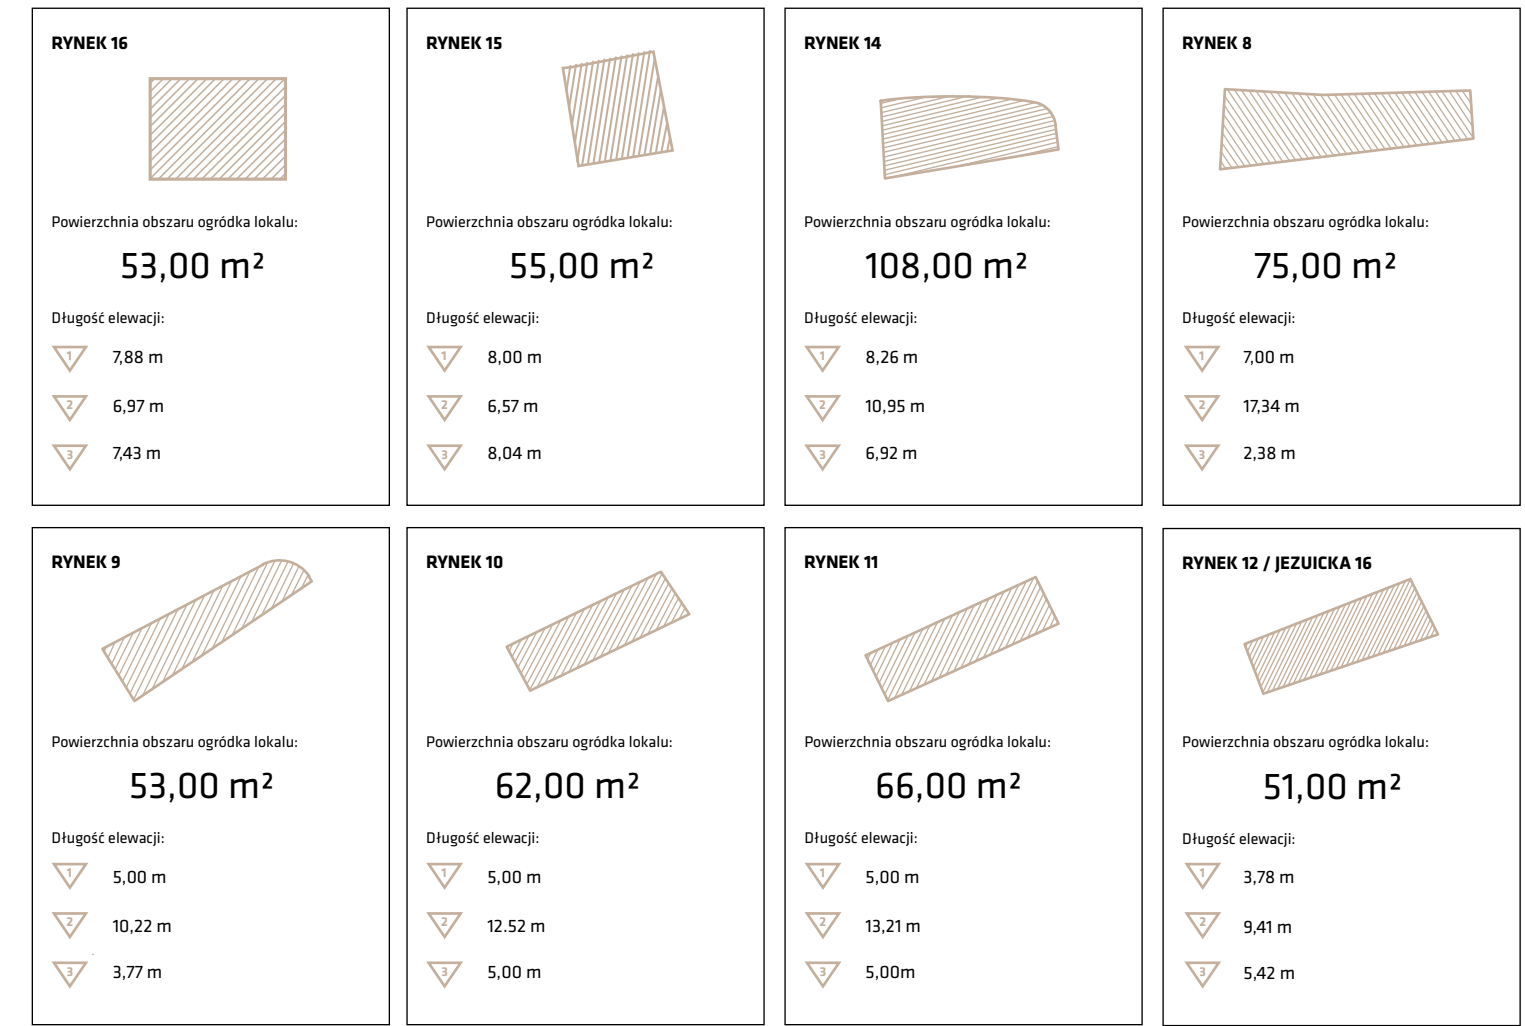 RYNEK 16
Powierzchnia obszaru ogródka lokalu:
53,00 m²
Długość elewacji:
1 7,88 m
2 6,97 m
3 7,43 m
RYNEK 15
Powierzchnia obszaru ogródka lokalu:
55,00 m²
Długość elewacji:
1 8,00 m
2 6,57 m
3 8,04 m
RYNEK 14
Powierzchnia obszaru ogródka lokalu:
108,00 m²
Długość elewacji:
1 8,26 m
2 10,95 m
3 6,92 m
RYNEK 8
Powierzchnia obszaru ogródka lokalu:
75,00 m²
Długość elewacji:
1 7,00 m
2 17,34 m
3 2,38 m
RYNEK 9
Powierzchnia obszaru ogródka lokalu:
53,00 m²
Długość elewacji:
1 5,00 m
2 10,22 m
3 3,77 m
RYNEK 10
Powierzchnia obszaru ogródka lokalu:
62,00 m²
Długość elewacji:
1 5,00 m
2 12.52 m
3 5,00 m
RYNEK 11
Powierzchnia obszaru ogródka lokalu:
66,00 m²
Długość elewacji:
1 5,00 m
2 13,21 m
3 5,00m
RYNEK 12 / JEZUICKA 16
Powierzchnia obszaru ogródka lokalu:
51,00 m²
Długość elewacji:
1 3,78 m
2 9,41 m
3 5,42 m